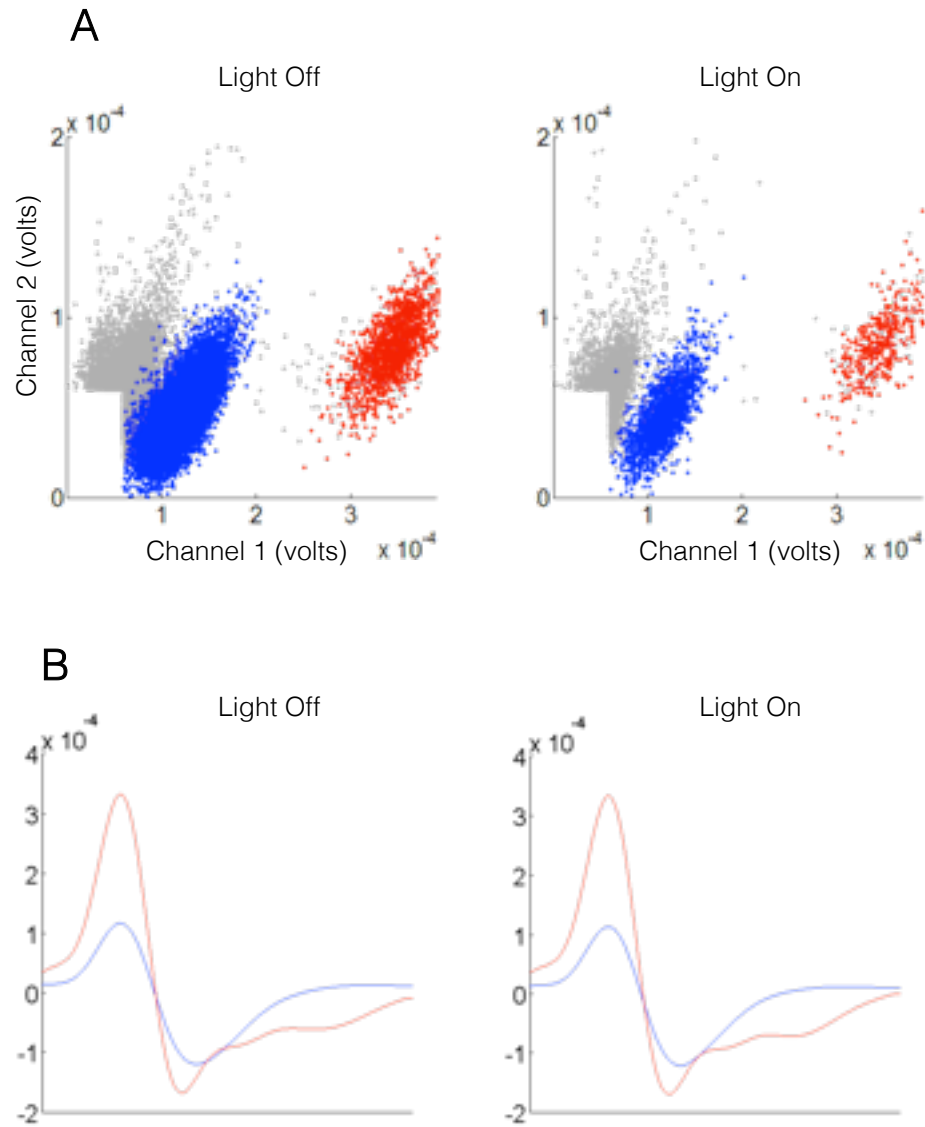 A
Light Off
Light On
x 10⁻⁴
x 10⁻⁴
2
1
0
2
1
0
Channel 2 (volts)
1 2 3
1 2 3
Channel 1 (volts) x 10⁻⁴
Channel 1 (volts) x 10⁻⁴
B
Light Off
Light On
x 10⁻⁴
x 10⁻⁴
4
3
2
1
0
-1
-2
4
3
2
1
0
-1
-2